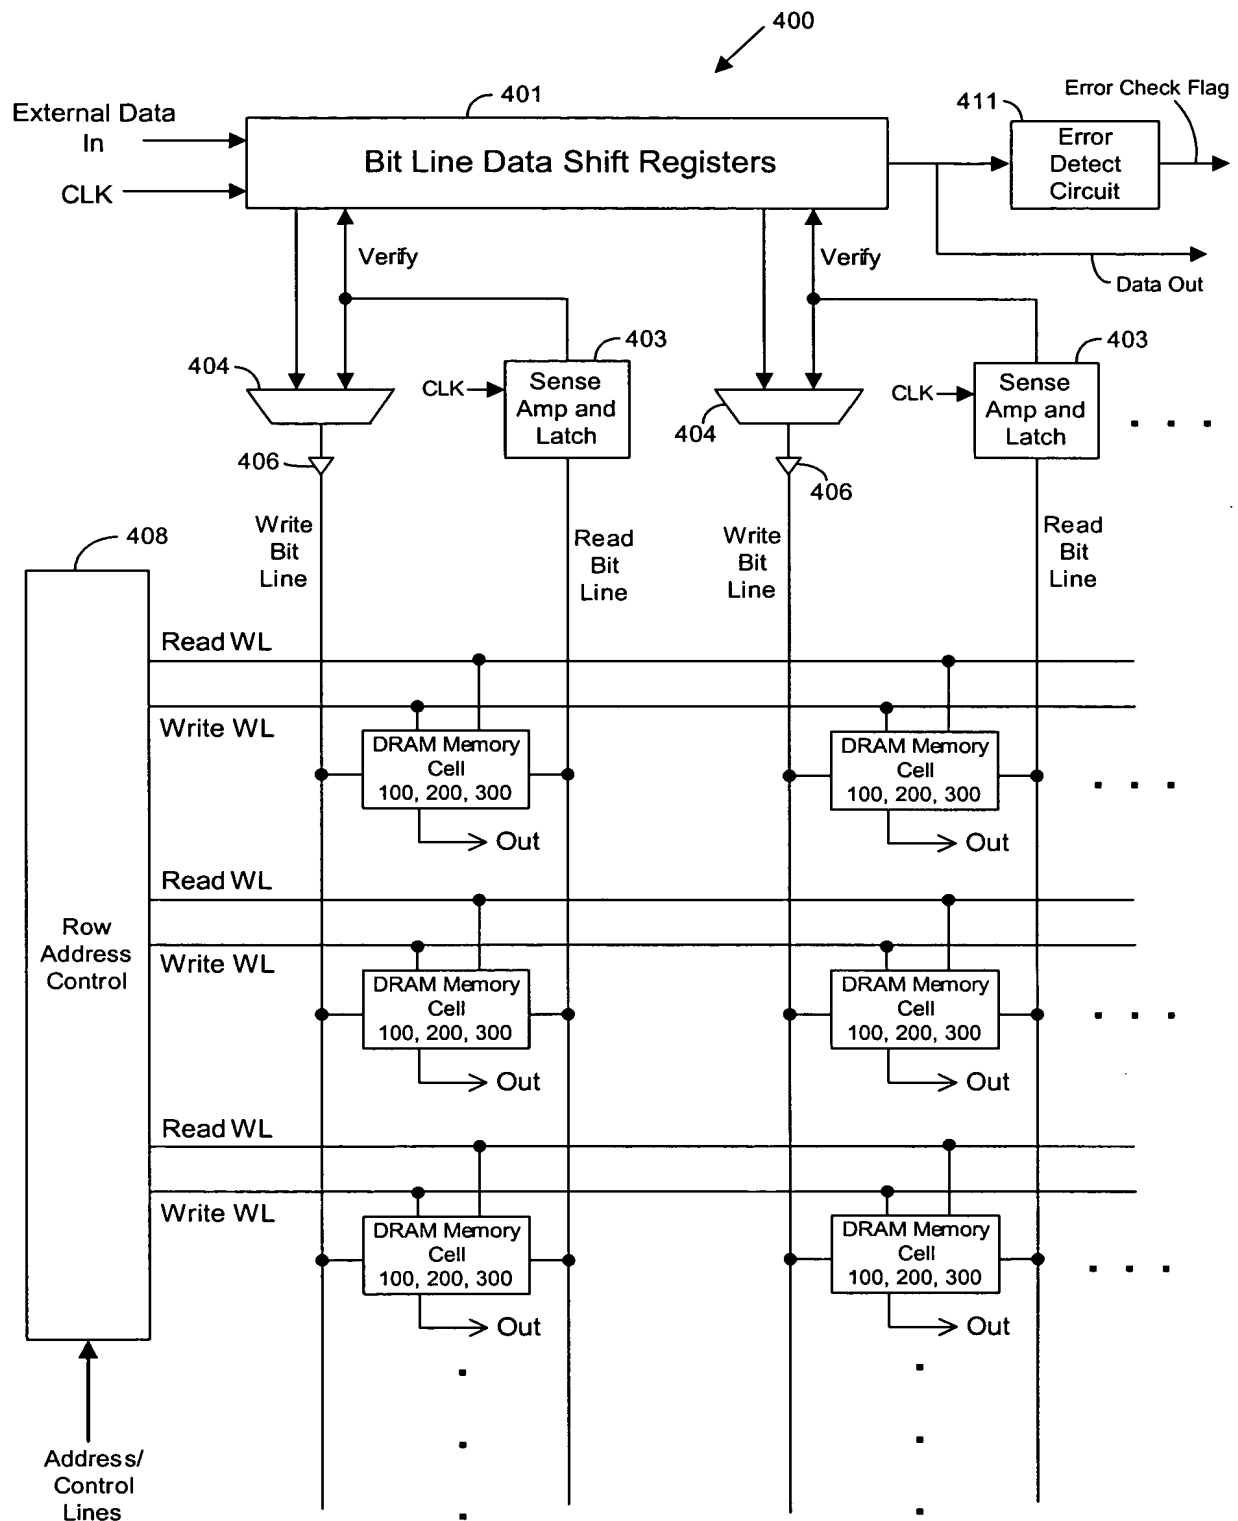 400
401
External Data
In
CLK
Bit Line Data Shift Registers
411
Error Check Flag
Error
Detect
Circuit
Data Out
Verify
Verify
404
403
CLK
Sense
Amp and
Latch
404
403
CLK
Sense
Amp and
Latch
. . .
406
406
Write
Bit
Line
Read
Bit
Line
Write
Bit
Line
Read
Bit
Line
408
Row
Address
Control
Read WL
Write WL
DRAM Memory
Cell
100, 200, 300
Out
DRAM Memory
Cell
100, 200, 300
Out
. . .
Read WL
Write WL
DRAM Memory
Cell
100, 200, 300
Out
DRAM Memory
Cell
100, 200, 300
Out
. . .
Read WL
Write WL
DRAM Memory
Cell
100, 200, 300
Out
DRAM Memory
Cell
100, 200, 300
Out
. . .
Address/
Control
Lines